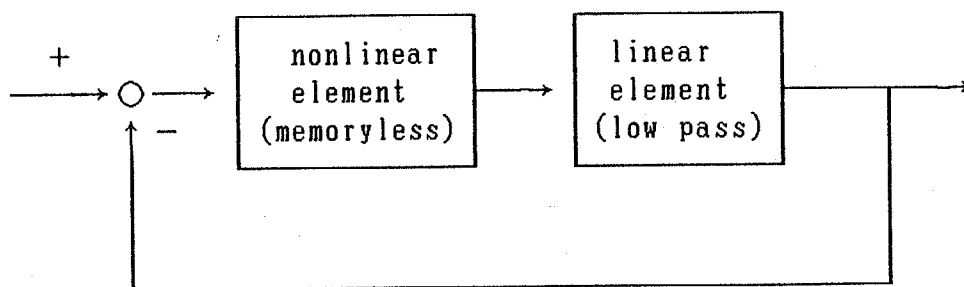 +
nonlinear
element
(memoryless)
linear
element
(low pass)
−